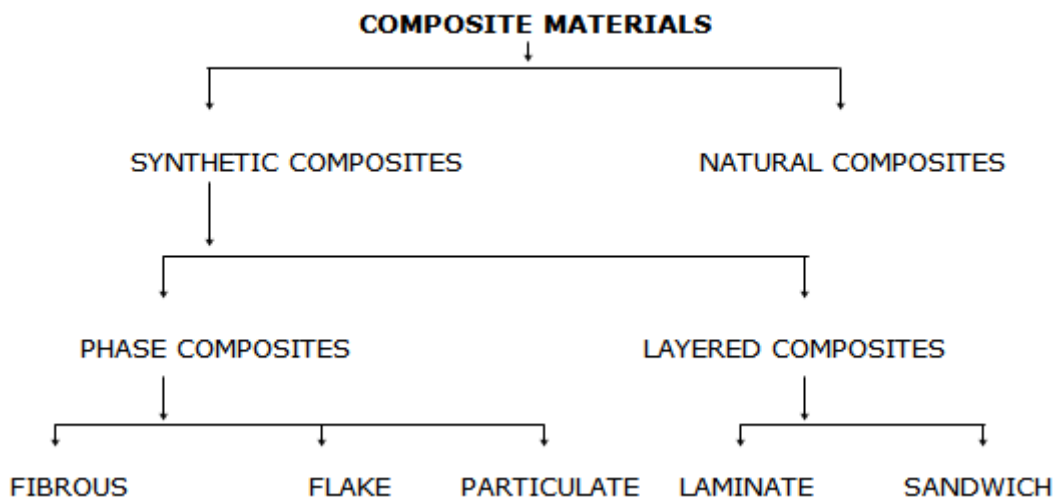 COMPOSITE MATERIALS
SYNTHETIC COMPOSITES
NATURAL COMPOSITES
PHASE COMPOSITES
LAYERED COMPOSITES
FIBROUS
FLAKE
PARTICULATE
LAMINATE
SANDWICH